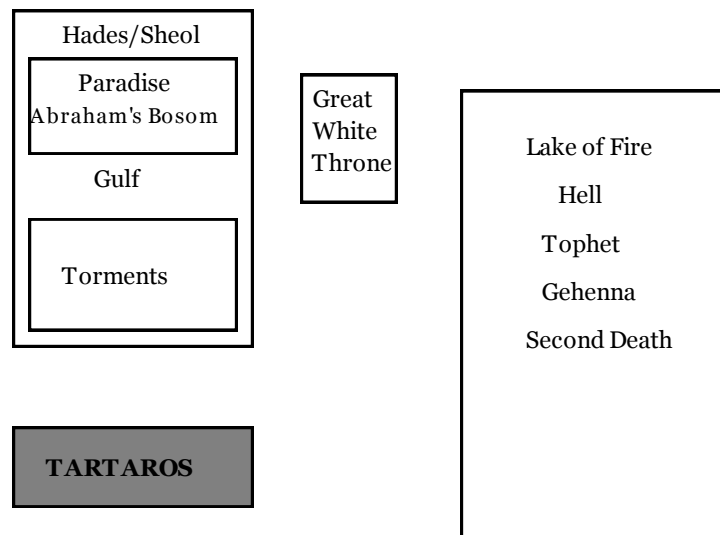 Hades/Sheol
Paradise
Abraham's Bosom
Gulf
Torments
TARTAROS
Great
White
Throne
Lake of Fire
Hell
Tophet
Gehenna
Second Death